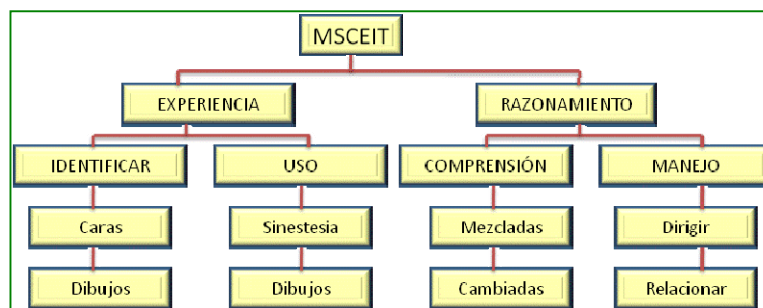 MSCEIT
EXPERIENCIA
RAZONAMIENTO
IDENTIFICAR
USO
COMPRENSIÓN
MANEJO
Caras
Sinestesia
Mezcladas
Dirigir
Dibujos
Dibujos
Cambiadas
Relacionar